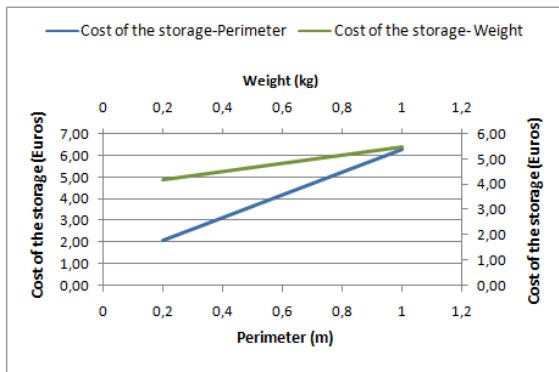 Cost of the storage-Perimeter Cost of the storage- Weight
Weight (kg)
0 0,2 0,4 0,6 0,8 1 1,2
Cost of the storage (Euros)
7,00
6,00
5,00
4,00
3,00
2,00
1,00
0,00
6,00
5,00
4,00
3,00
2,00
1,00
0,00
Cost of the storage (Euros)
0 0,2 0,4 0,6 0,8 1 1,2
Perimeter (m)